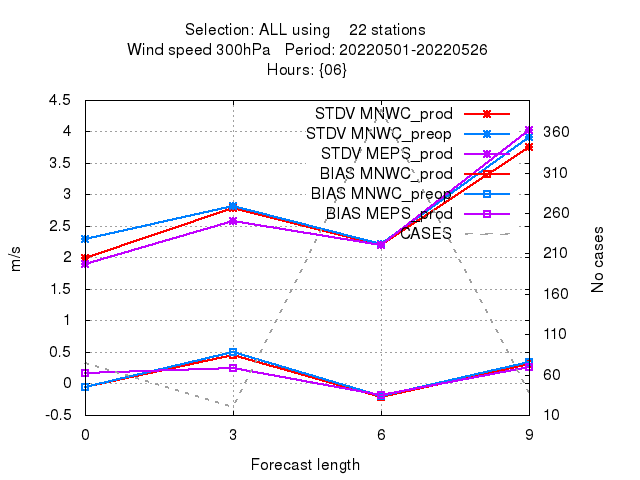 Selection: ALL using 22 stations
Wind speed 300hPa Period: 20220501-20220526
Hours: {06}
STDV MNWC_prod
STDV MNWC_preop
STDV MEPS_prod
BIAS MNWC_prod
BIAS MNWC_preop
BIAS MEPS_prod
CASES
4.5
4
3.5
3
2.5
2
1.5
1
0.5
0
-0.5
360
310
260
210
160
110
60
10
m/s
No cases
0 3 6 9
Forecast length